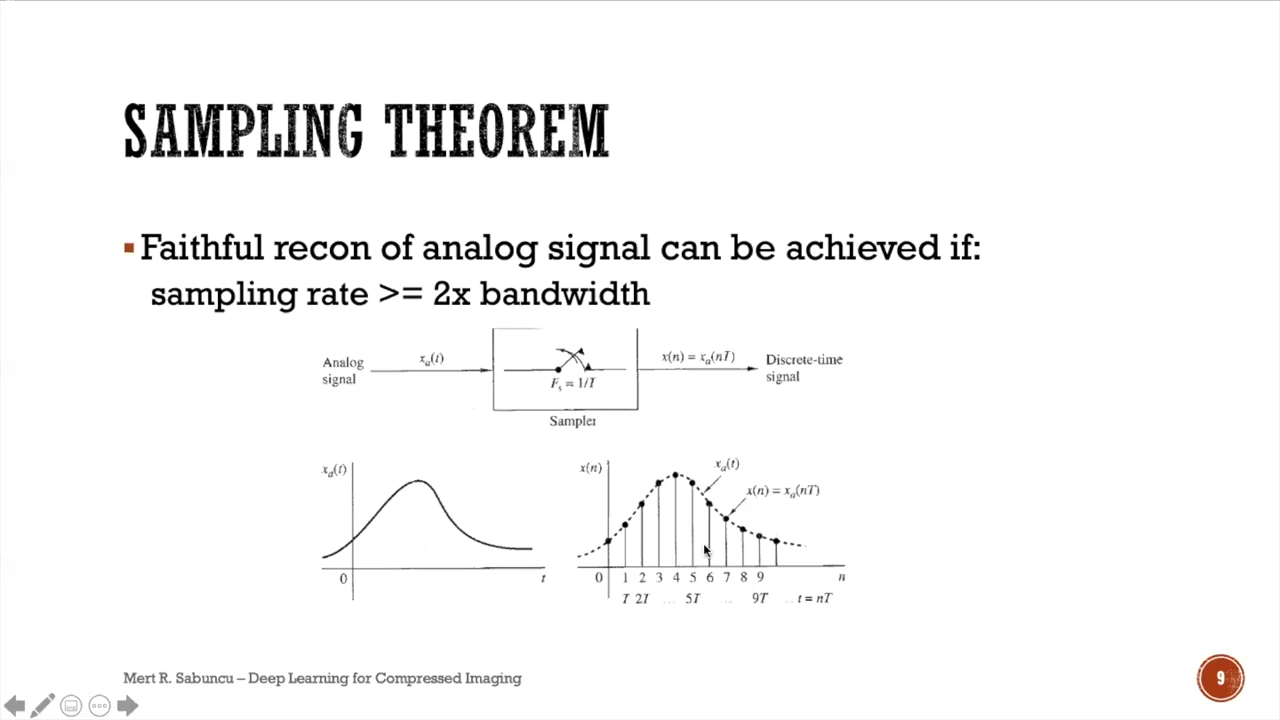 SAMPLING THEOREM
▪ Faithful recon of analog signal can be achieved if:
sampling rate >= 2x bandwidth
Analog signal
xₐ(t)
Fₛ = 1/T
Sampler
x(n) = xₐ(nT)
Discrete-time signal
xₐ(t)
0
t
x(n)
xₐ(t)
x(n) = xₐ(nT)
0 1 2 3 4 5 6 7 8 9 n
T 2T ... 5T ... 9T ... t = nT
Mert R. Sabuncu – Deep Learning for Compressed Imaging
9